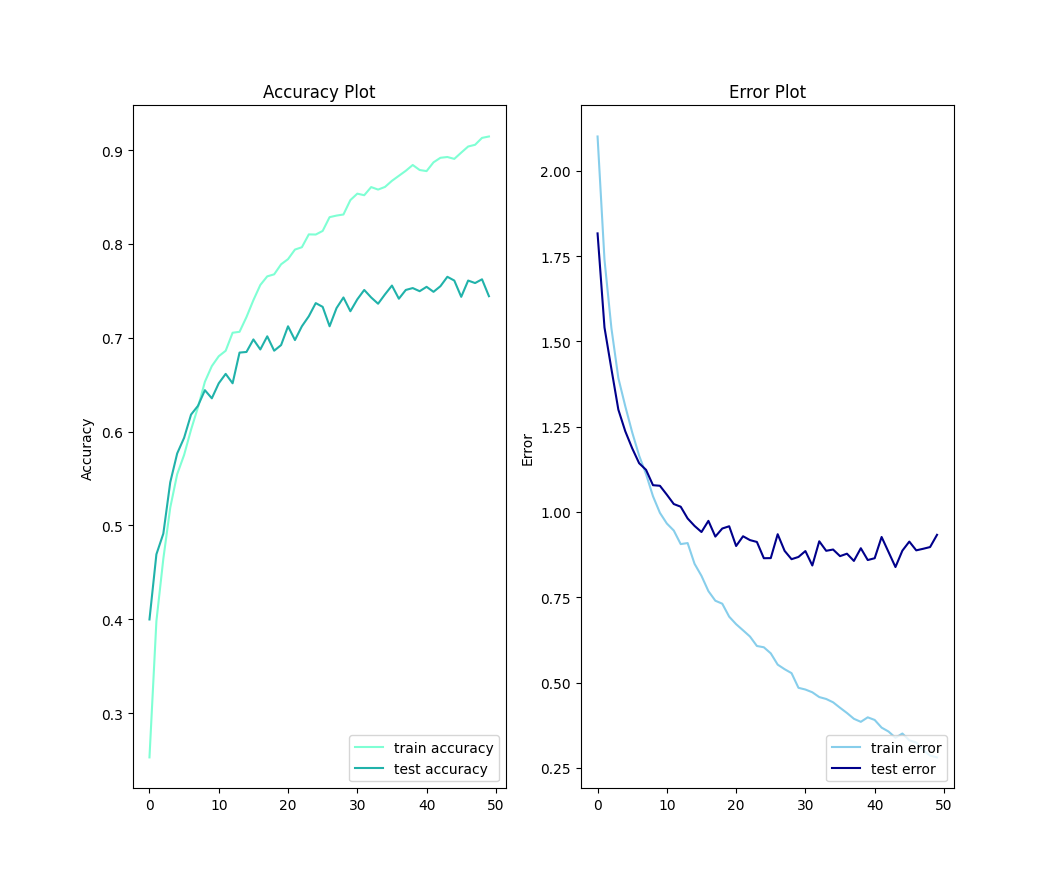 Accuracy Plot
Accuracy
0.9
0.8
0.7
0.6
0.5
0.4
0.3
0 10 20 30 40 50
train accuracy
test accuracy
Error Plot
Error
2.00
1.75
1.50
1.25
1.00
0.75
0.50
0.25
0 10 20 30 40 50
train error
test error